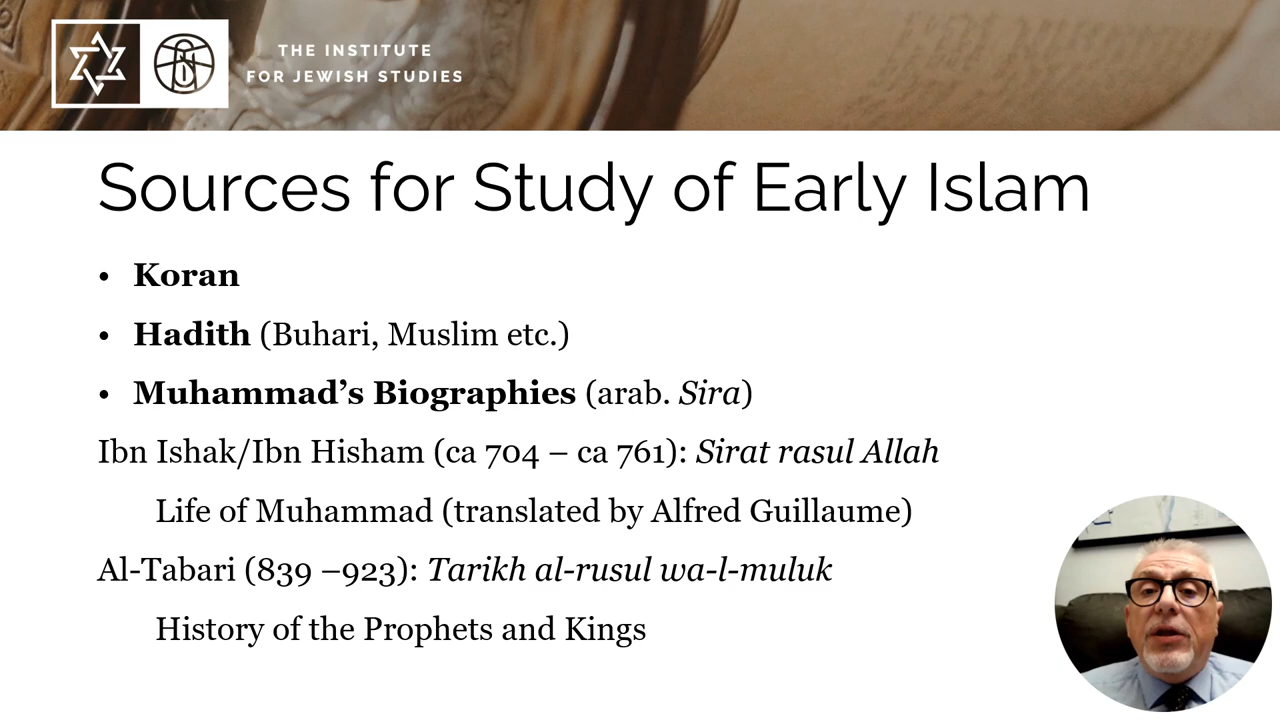 THE INSTITUTE
FOR JEWISH STUDIES
Sources for Study of Early Islam
• Koran
• Hadith (Buhari, Muslim etc.)
• Muhammad’s Biographies (arab. Sira)
Ibn Ishak/Ibn Hisham (ca 704 – ca 761): Sirat rasul Allah
Life of Muhammad (translated by Alfred Guillaume)
Al-Tabari (839 –923): Tarikh al-rusul wa-l-muluk
History of the Prophets and Kings